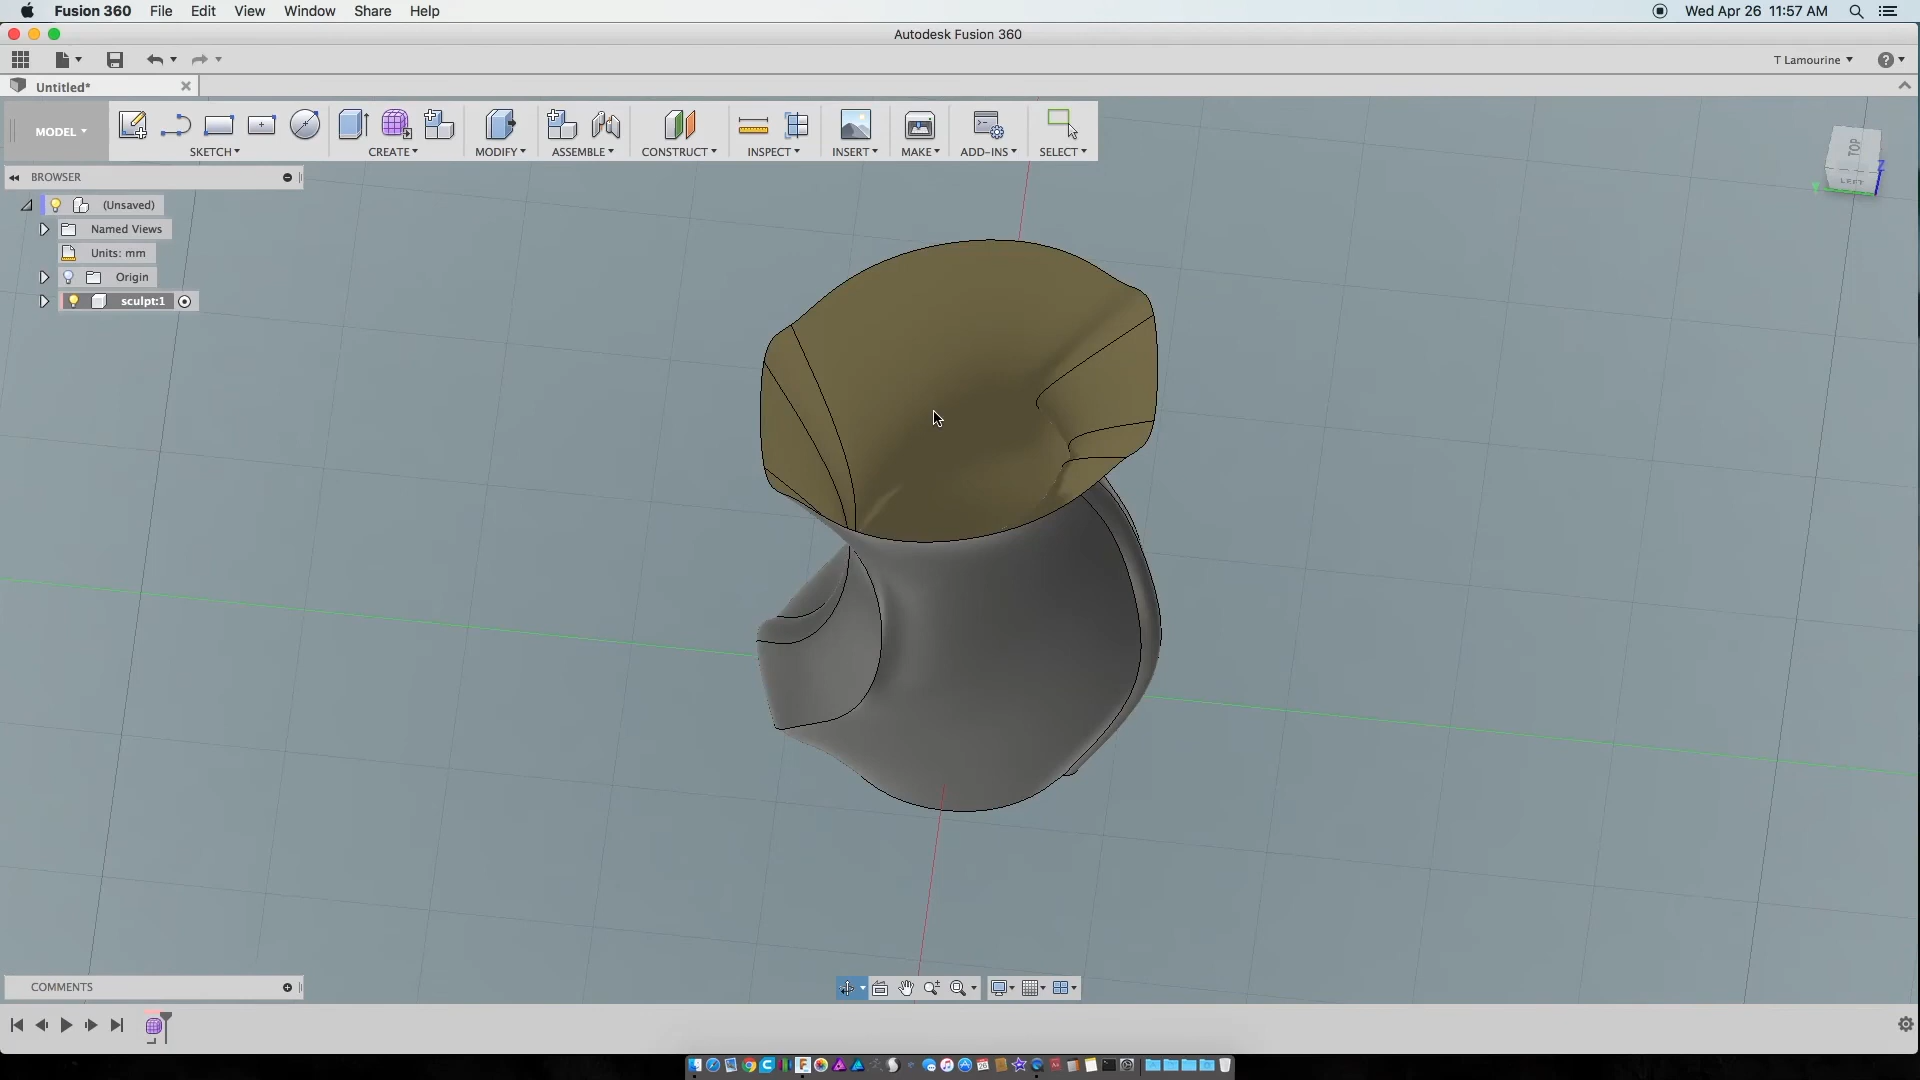 Fusion 360 File Edit View Window Share Help Wed Apr 26 11:57 AM
Autodesk Fusion 360
T Lamourine
Untitled*
MODEL
SKETCH CREATE MODIFY ASSEMBLE CONSTRUCT INSPECT INSERT MAKE ADD-INS SELECT
TOP
LEFT
Z
Y
BROWSER
(Unsaved)
Named Views
Units: mm
Origin
sculpt:1
COMMENTS